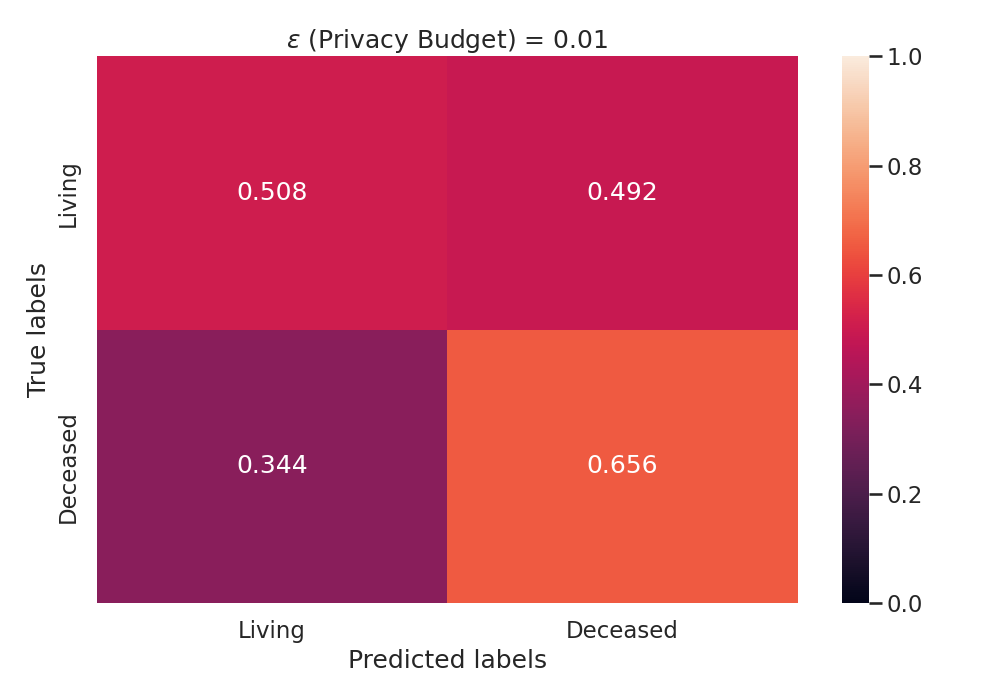 ε (Privacy Budget) = 0.01
Living
0.508
0.492
Deceased
0.344
0.656
True labels
Living
Deceased
Predicted labels
1.0
0.8
0.6
0.4
0.2
0.0